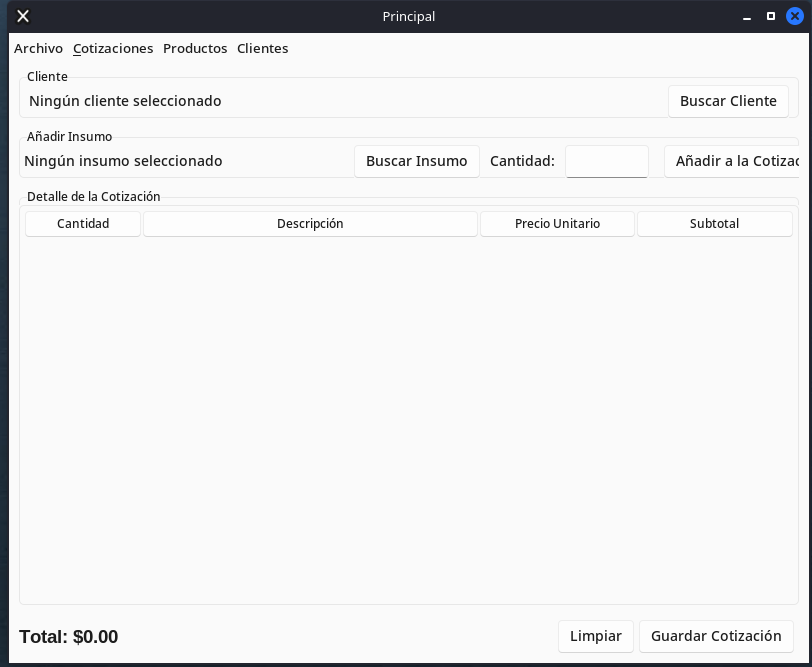 Principal
Archivo Cotizaciones Productos Clientes
Cliente
Ningún cliente seleccionado Buscar Cliente
Añadir Insumo
Ningún insumo seleccionado Buscar Insumo Cantidad: Añadir a la Cotizac
Detalle de la Cotización
Cantidad Descripción Precio Unitario Subtotal
Total: $0.00 Limpiar Guardar Cotización